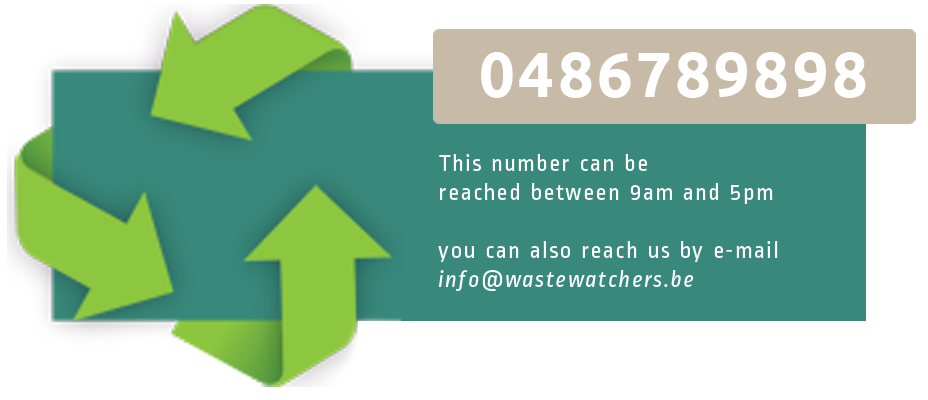 0486789898
This number can be
reached between 9am and 5pm
you can also reach us by e-mail
info@wastewatchers.be